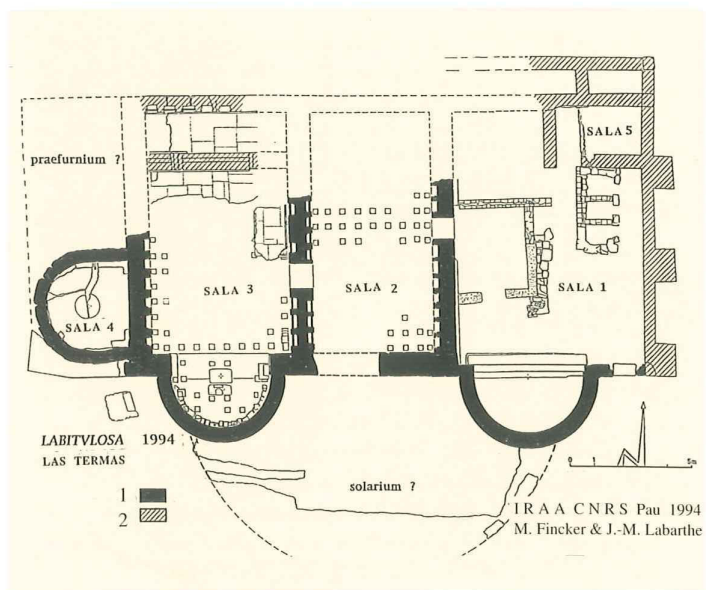 SALA 5
praefurnium ?
SALA 3
SALA 2
SALA 1
SALA 4
LABITVLOSA 1994
LAS TERMAS
1
2
solarium ?
0 1 5m
IRAA CNRS Pau 1994
M. Fincker & J.-M. Labarthe